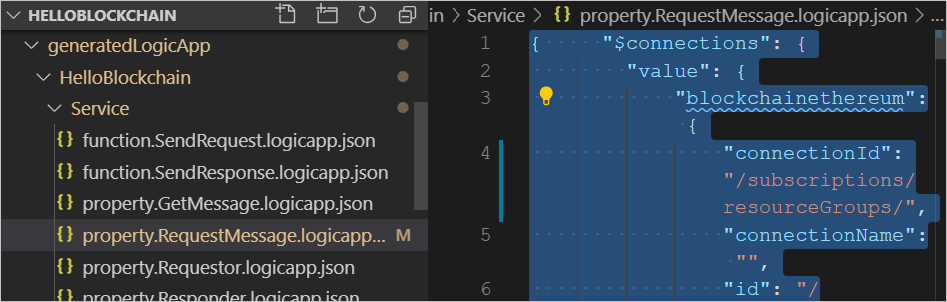 HELLOBLOCKCHAIN
generatedLogicApp
HelloBlockchain
Service
{} function.SendRequest.logicapp.json
{} function.SendResponse.logicapp.json
{} property.GetMessage.logicapp.json
{} property.RequestMessage.logicapp... M
{} property.Requestor.logicapp.json
{} property.Responder.logicapp.json
in > Service > {} property.RequestMessage.logicapp.json > ...
1 { "$connections": {
2 "value": {
3 "blockchainethereum":
{
4 "connectionId":
"/subscriptions/
resourceGroups/",
5 "connectionName":
"",
6 "id": "/